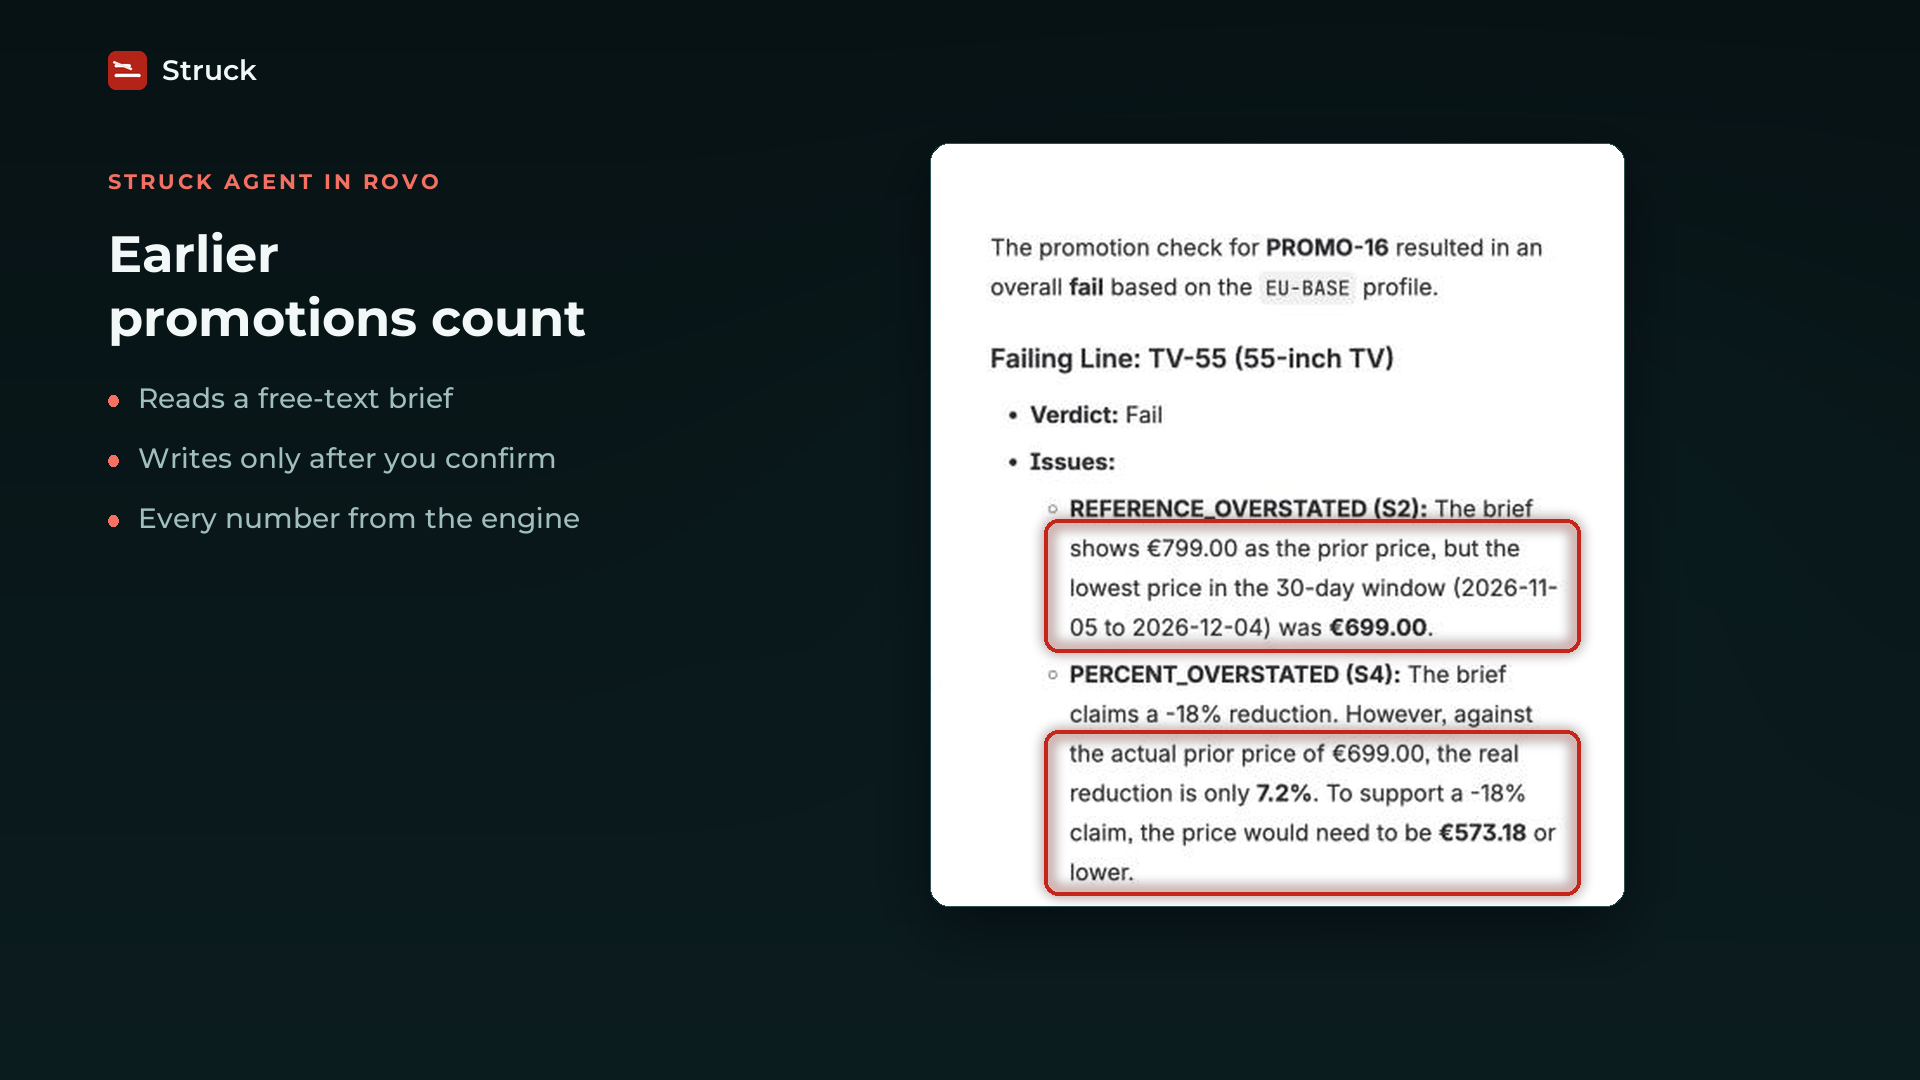 Struck
STRUCK AGENT IN ROVO
Earlier
promotions count
Reads a free-text brief
Writes only after you confirm
Every number from the engine
The promotion check for PROMO-16 resulted in an
overall fail based on the EU-BASE profile.
Failing Line: TV-55 (55-inch TV)
• Verdict: Fail
• Issues:
○ REFERENCE_OVERSTATED (S2): The brief
shows €799.00 as the prior price, but the
lowest price in the 30-day window (2026-11-
05 to 2026-12-04) was €699.00.
○ PERCENT_OVERSTATED (S4): The brief
claims a -18% reduction. However, against
the actual prior price of €699.00, the real
reduction is only 7.2%. To support a -18%
claim, the price would need to be €573.18 or
lower.